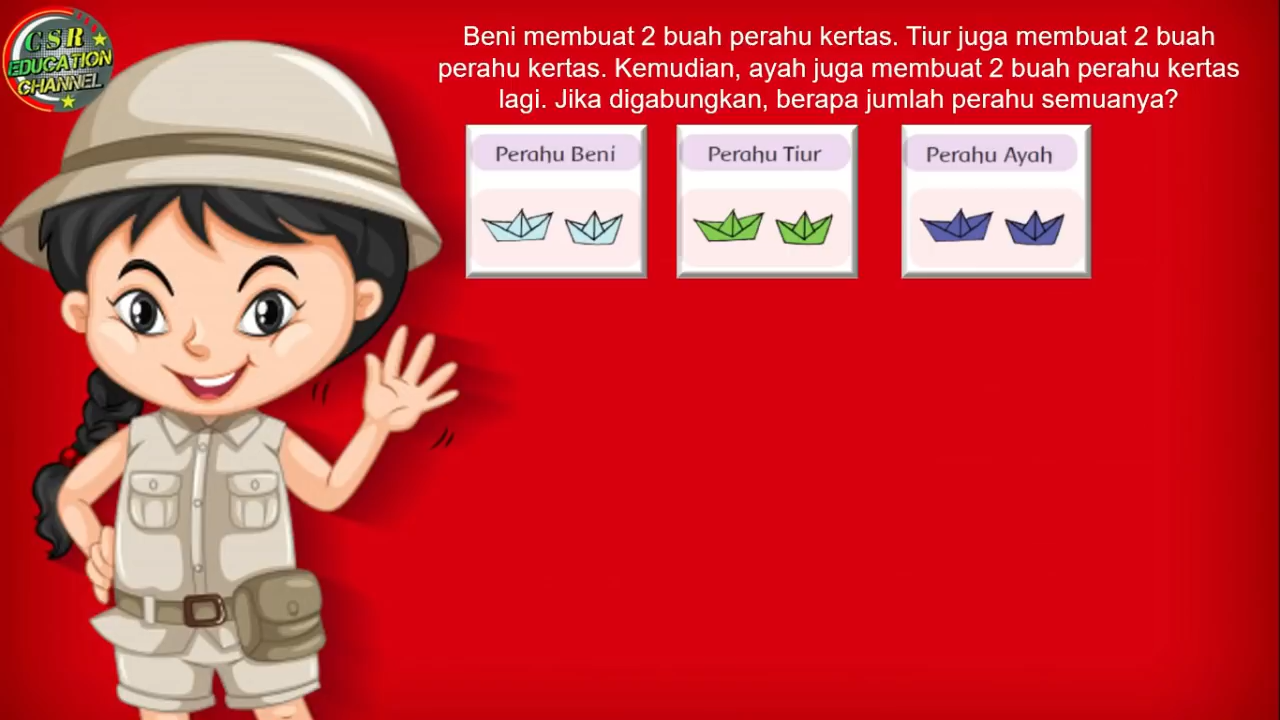 CSR
EDUCATION
CHANNEL
Beni membuat 2 buah perahu kertas. Tiur juga membuat 2 buah
perahu kertas. Kemudian, ayah juga membuat 2 buah perahu kertas
lagi. Jika digabungkan, berapa jumlah perahu semuanya?
Perahu Beni
Perahu Tiur
Perahu Ayah